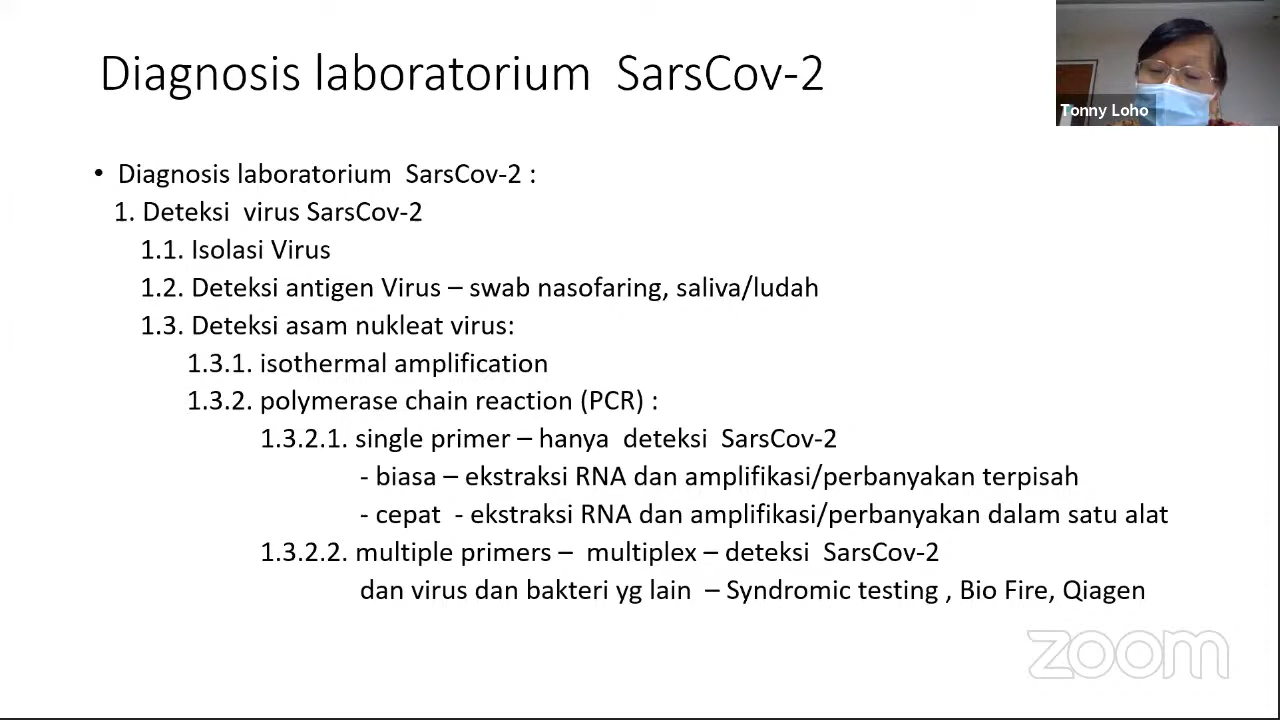 Diagnosis laboratorium SarsCov-2
Tonny Loho
• Diagnosis laboratorium SarsCov-2 :
1. Deteksi virus SarsCov-2
1.1. Isolasi Virus
1.2. Deteksi antigen Virus – swab nasofaring, saliva/ludah
1.3. Deteksi asam nukleat virus:
1.3.1. isothermal amplification
1.3.2. polymerase chain reaction (PCR) :
1.3.2.1. single primer – hanya deteksi SarsCov-2
- biasa – ekstraksi RNA dan amplifikasi/perbanyakan terpisah
- cepat - ekstraksi RNA dan amplifikasi/perbanyakan dalam satu alat
1.3.2.2. multiple primers – multiplex – deteksi SarsCov-2
dan virus dan bakteri yg lain – Syndromic testing , Bio Fire, Qiagen
zoom